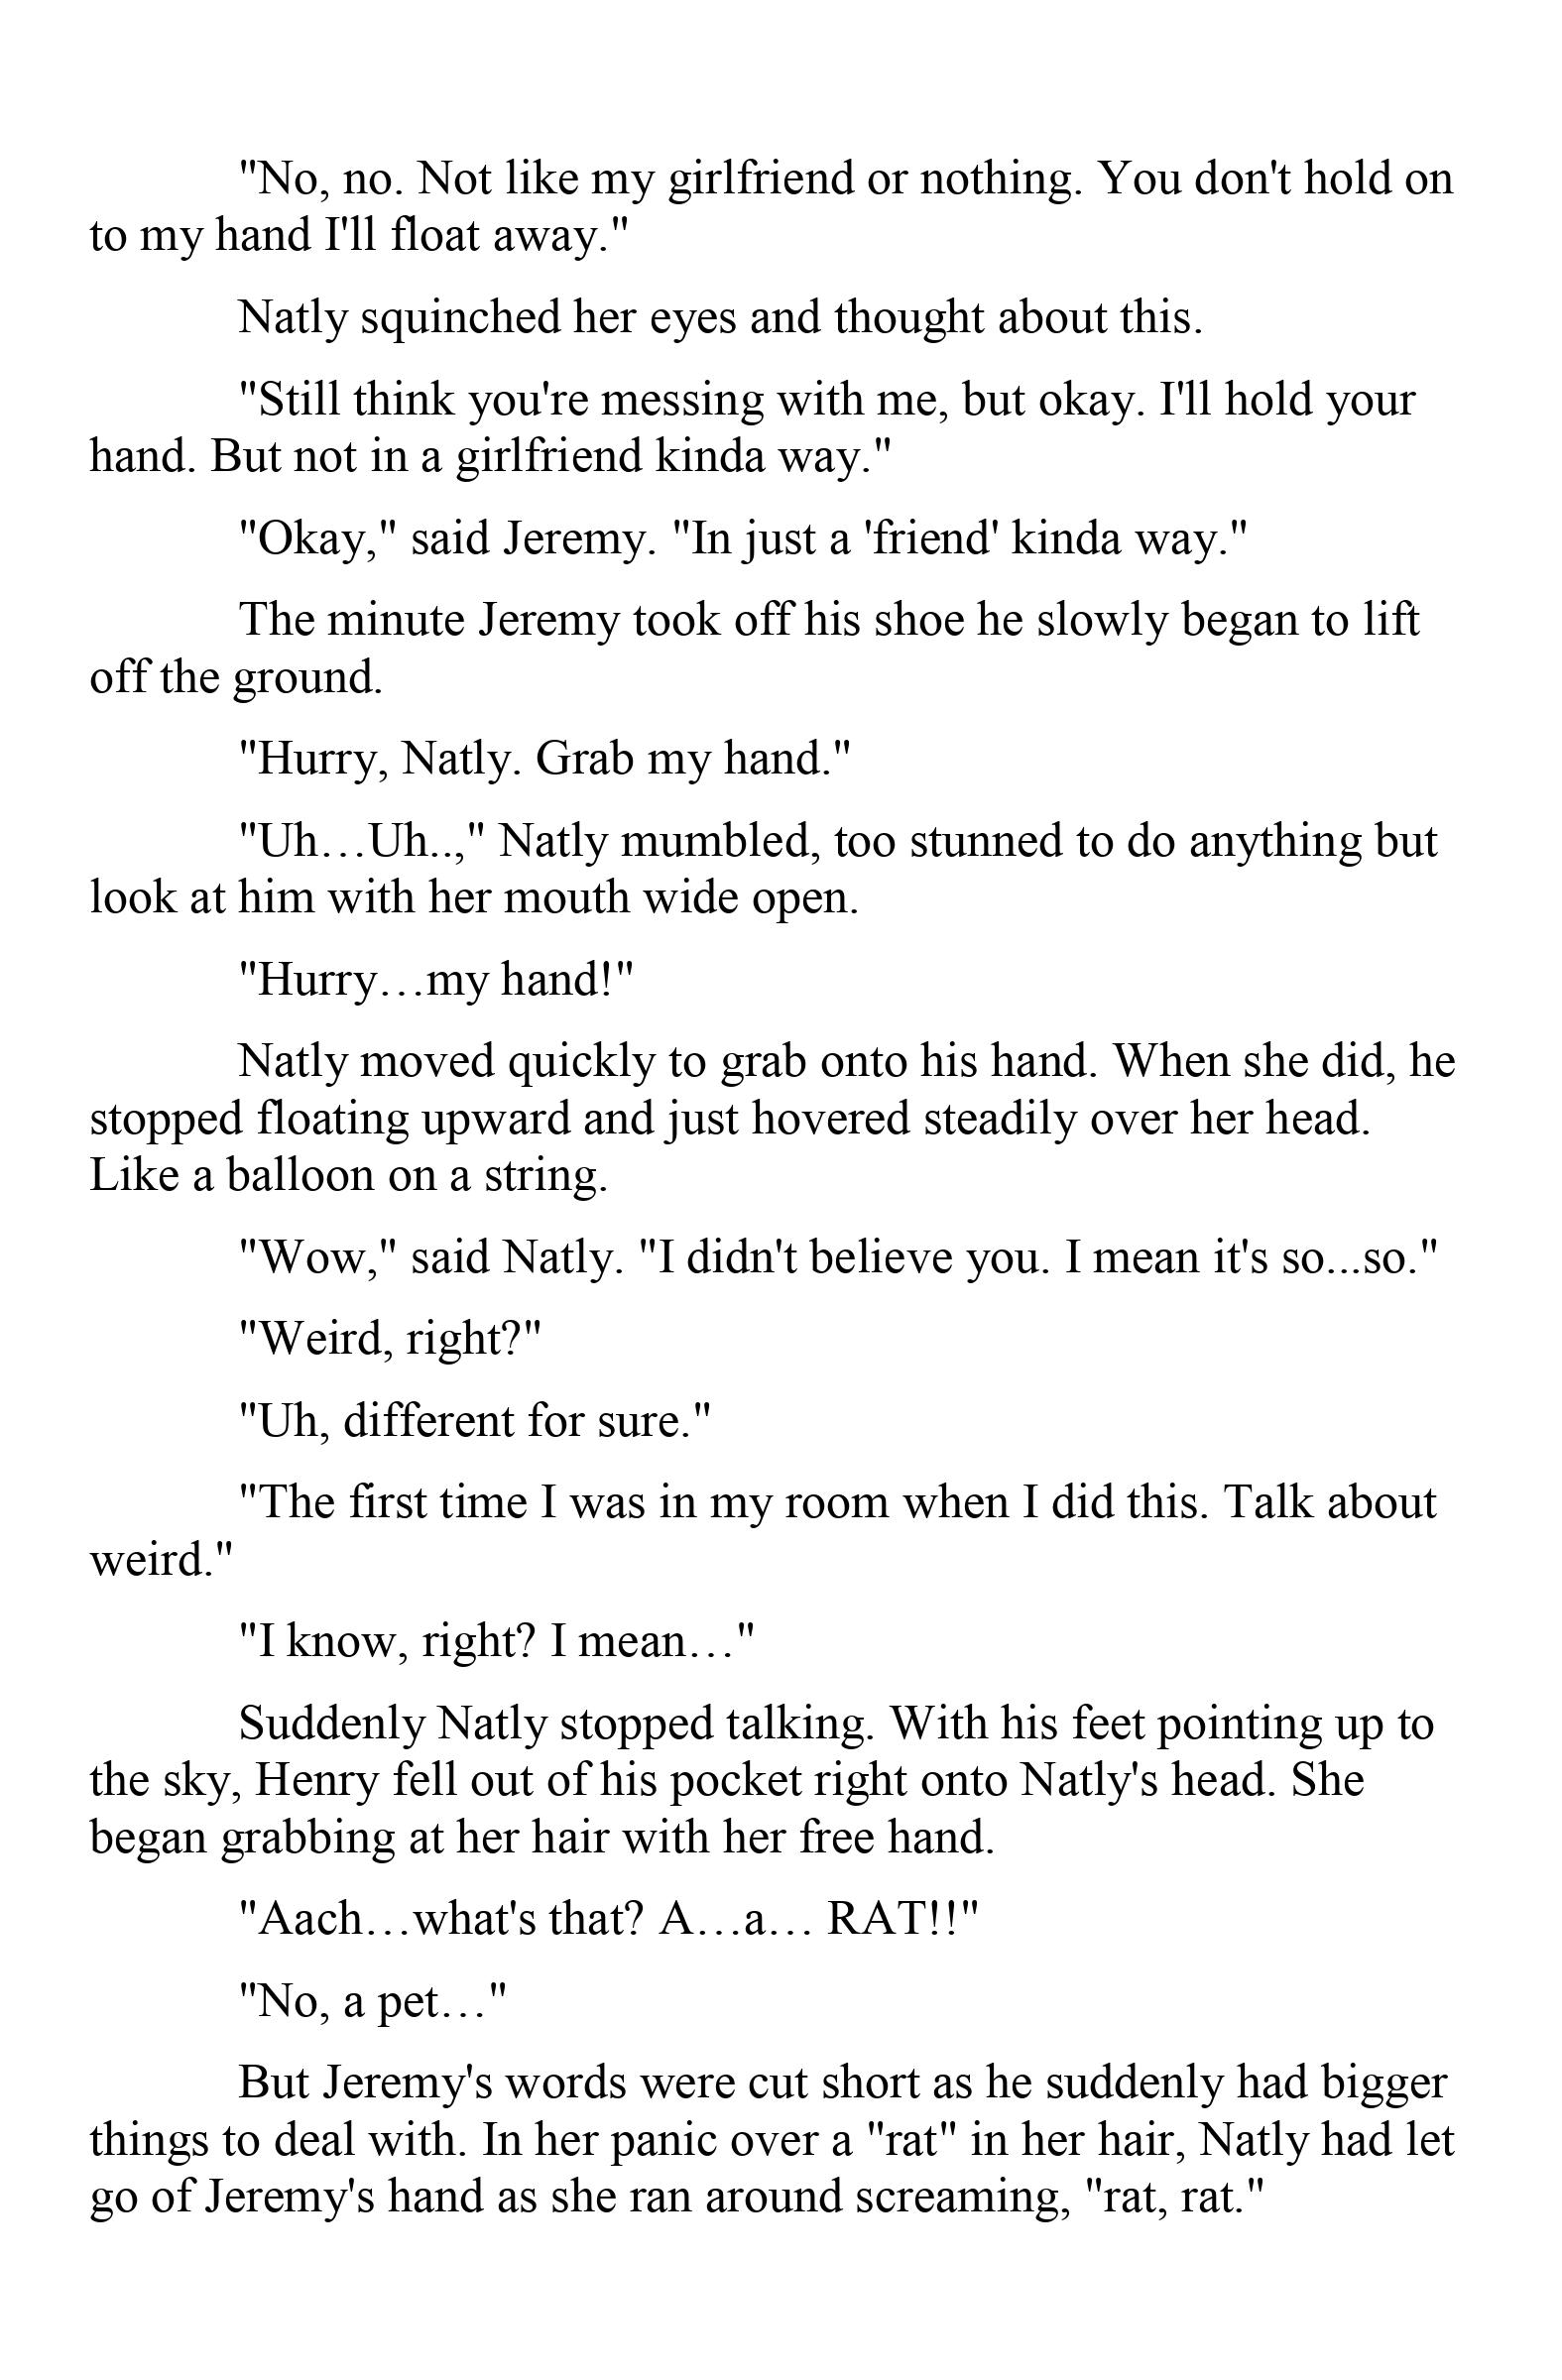 "No, no. Not like my girlfriend or nothing. You don't hold on
to my hand I'll float away."
Natly squinched her eyes and thought about this.
"Still think you're messing with me, but okay. I'll hold your
hand. But not in a girlfriend kinda way."
"Okay," said Jeremy. "In just a 'friend' kinda way."
The minute Jeremy took off his shoe he slowly began to lift
off the ground.
"Hurry, Natly. Grab my hand."
"Uh…Uh..," Natly mumbled, too stunned to do anything but
look at him with her mouth wide open.
"Hurry…my hand!"
Natly moved quickly to grab onto his hand. When she did, he
stopped floating upward and just hovered steadily over her head.
Like a balloon on a string.
"Wow," said Natly. "I didn't believe you. I mean it's so...so."
"Weird, right?"
"Uh, different for sure."
"The first time I was in my room when I did this. Talk about
weird."
"I know, right? I mean…"
Suddenly Natly stopped talking. With his feet pointing up to
the sky, Henry fell out of his pocket right onto Natly's head. She
began grabbing at her hair with her free hand.
"Aach…what's that? A…a… RAT!!"
"No, a pet…"
But Jeremy's words were cut short as he suddenly had bigger
things to deal with. In her panic over a "rat" in her hair, Natly had let
go of Jeremy's hand as she ran around screaming, "rat, rat."